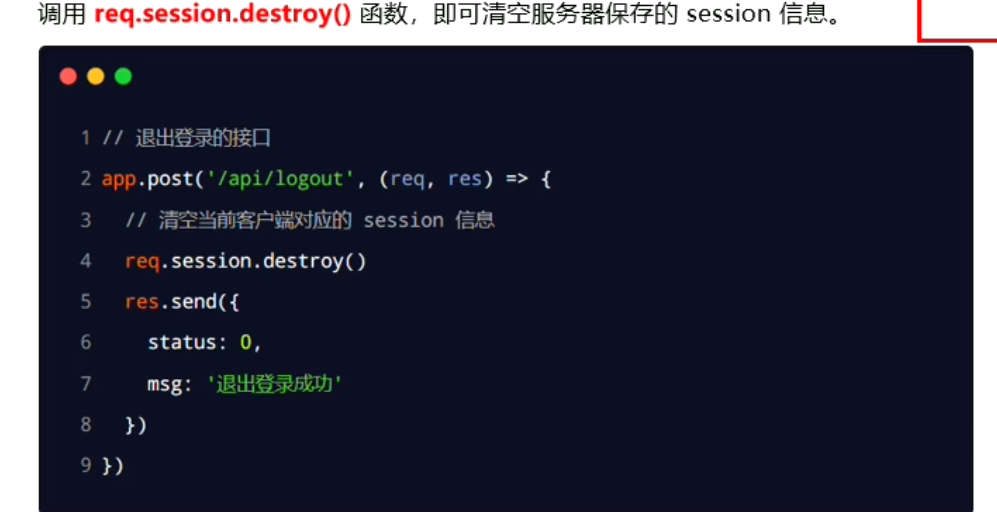 调用 req.session.destroy() 函数，即可清空服务器保存的 session 信息。
1 // 退出登录的接口
2 app.post('/api/logout', (req, res) => {
3   // 清空当前客户端对应的 session 信息
4   req.session.destroy()
5   res.send({
6     status: 0,
7     msg: '退出登录成功'
8   })
9 })